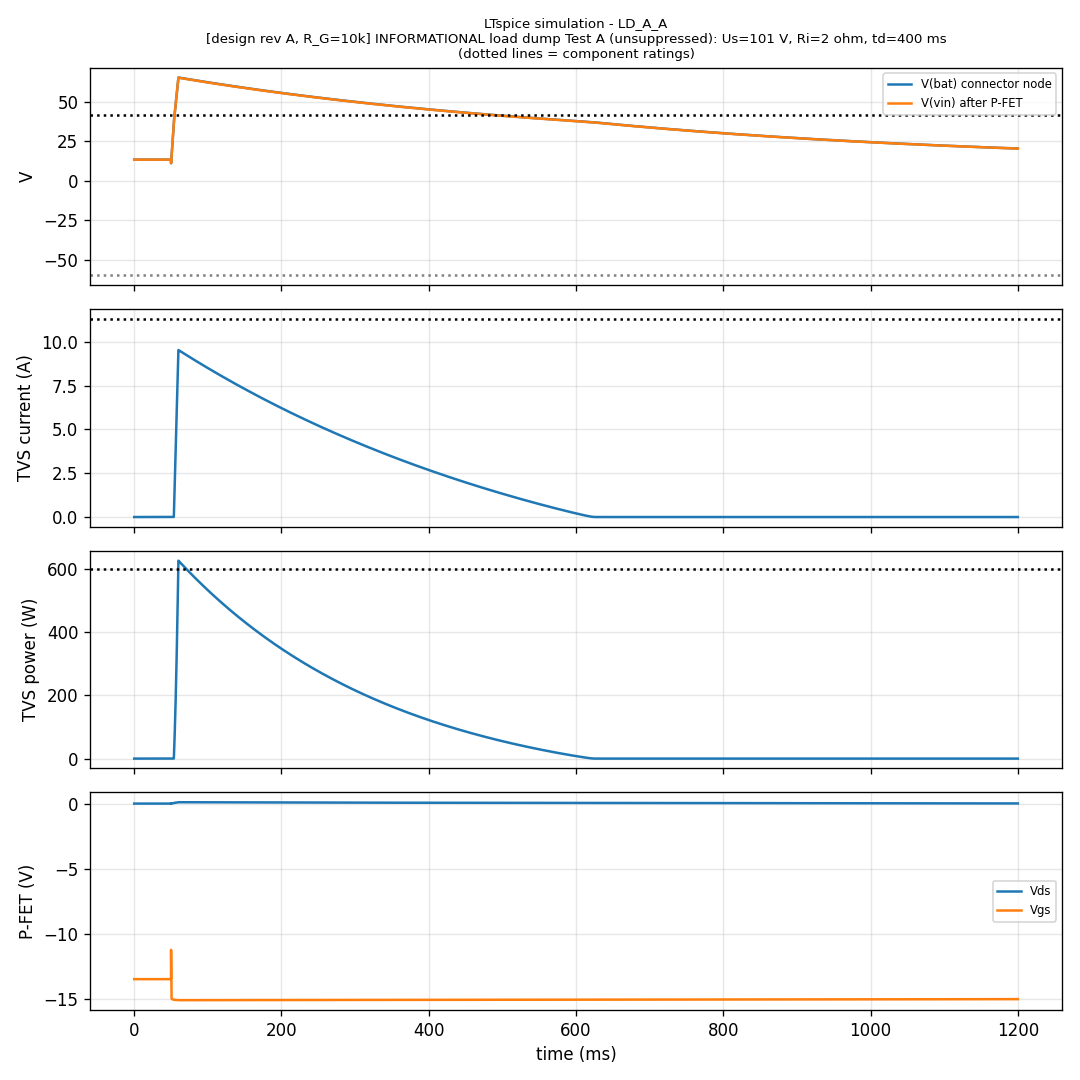 LTspice simulation - LD_A_A
[design rev A, R_G=10k] INFORMATIONAL load dump Test A (unsuppressed): Us=101 V, Ri=2 ohm, td=400 ms
(dotted lines = component ratings)
V(bat) connector node
V(vin) after P-FET
50
25
0
−25
−50
V
10.0
7.5
5.0
2.5
0.0
TVS current (A)
600
400
200
0
TVS power (W)
0
−5
−10
−15
P-FET (V)
Vds
Vgs
0
200
400
600
800
1000
1200
time (ms)